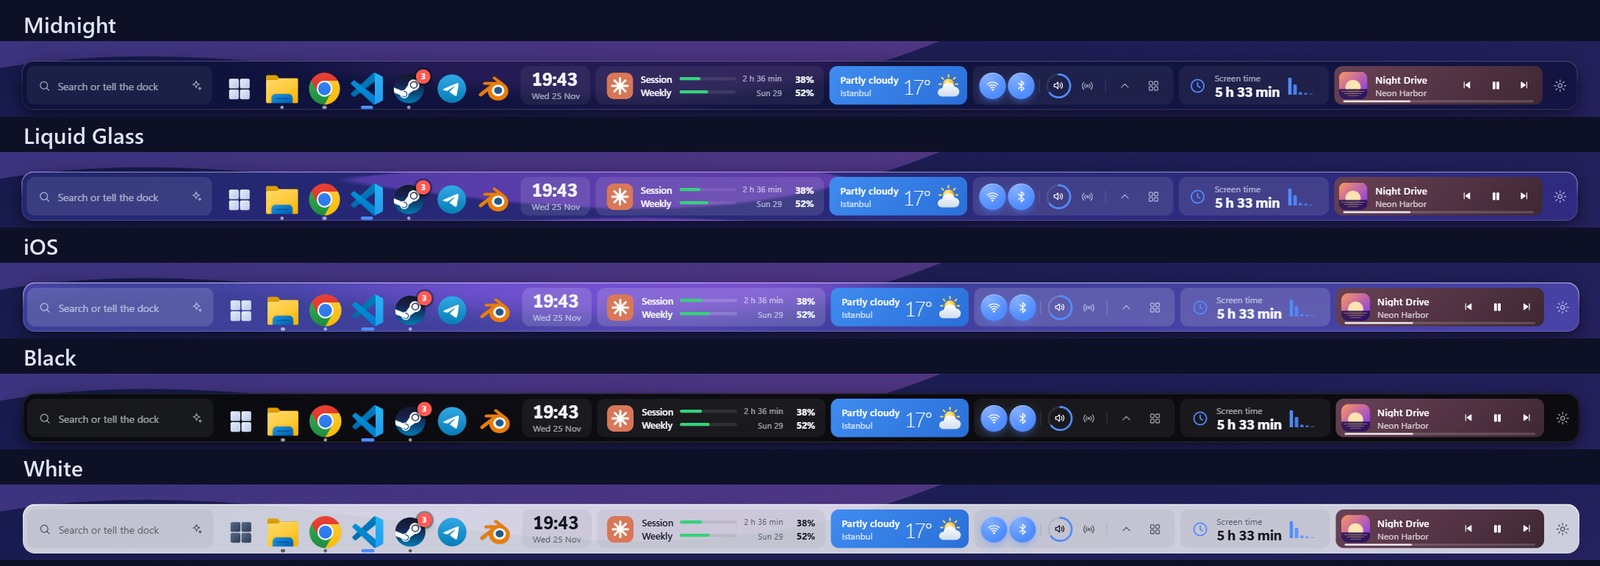 Midnight
Search or tell the dock
3
19:43
Wed 25 Nov
Session 2 h 36 min 38%
Weekly Sun 29 52%
Partly cloudy
Istanbul
17°
Screen time
5 h 33 min
Night Drive
Neon Harbor
Liquid Glass
Search or tell the dock
3
19:43
Wed 25 Nov
Session 2 h 36 min 38%
Weekly Sun 29 52%
Partly cloudy
Istanbul
17°
Screen time
5 h 33 min
Night Drive
Neon Harbor
iOS
Search or tell the dock
3
19:43
Wed 25 Nov
Session 2 h 36 min 38%
Weekly Sun 29 52%
Partly cloudy
Istanbul
17°
Screen time
5 h 33 min
Night Drive
Neon Harbor
Black
Search or tell the dock
3
19:43
Wed 25 Nov
Session 2 h 36 min 38%
Weekly Sun 29 52%
Partly cloudy
Istanbul
17°
Screen time
5 h 33 min
Night Drive
Neon Harbor
White
Search or tell the dock
3
19:43
Wed 25 Nov
Session 2 h 36 min 38%
Weekly Sun 29 52%
Partly cloudy
Istanbul
17°
Screen time
5 h 33 min
Night Drive
Neon Harbor